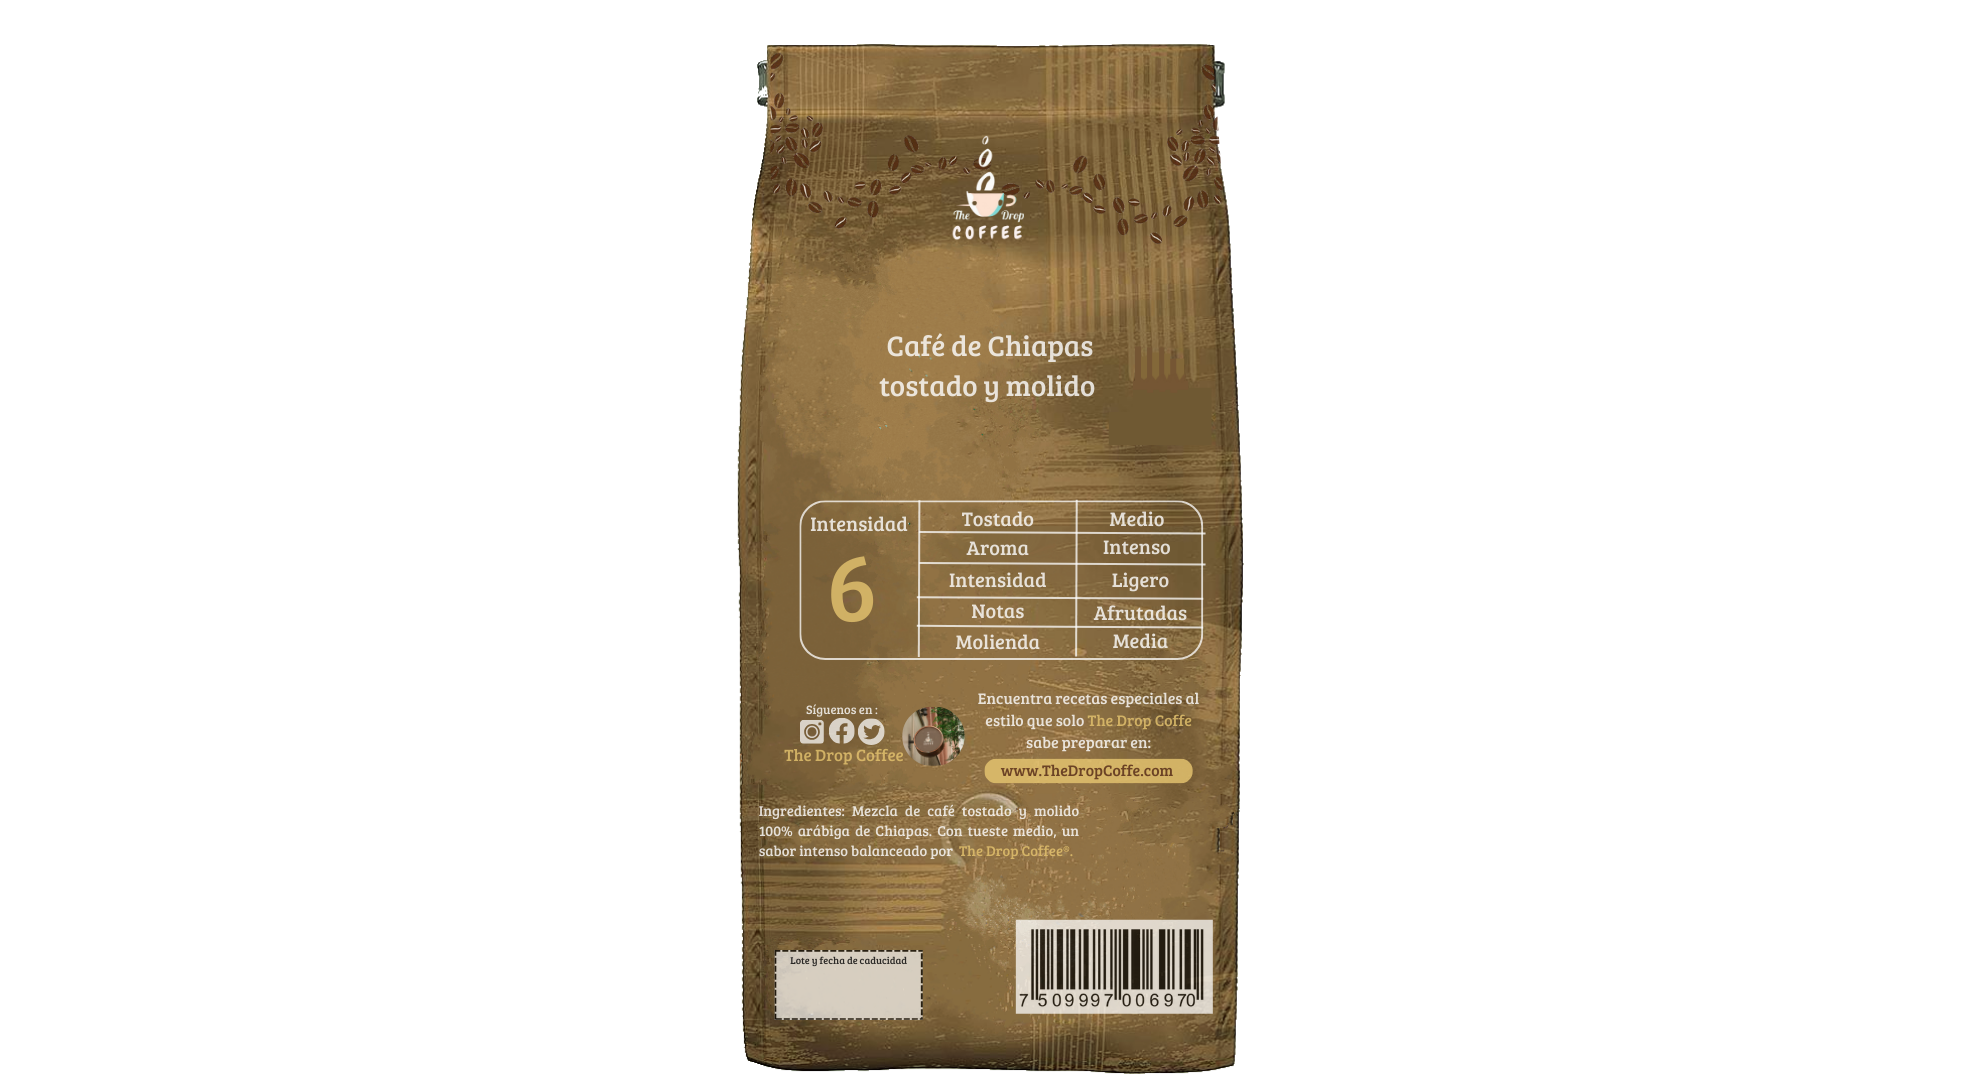 The Drop
COFFEE
Café de Chiapas
tostado y molido
Intensidad
6
Tostado Medio
Aroma Intenso
Intensidad Ligero
Notas Afrutadas
Molienda Media
Síguenos en :
The Drop Coffee
Encuentra recetas especiales al
estilo que solo The Drop Coffe
sabe preparar en:
www.TheDropCoffe.com
Ingredientes: Mezcla de café tostado y molido
100% arábiga de Chiapas. Con tueste medio, un
sabor intenso balanceado por The Drop Coffee®.
Lote y fecha de caducidad
7 509997 006970